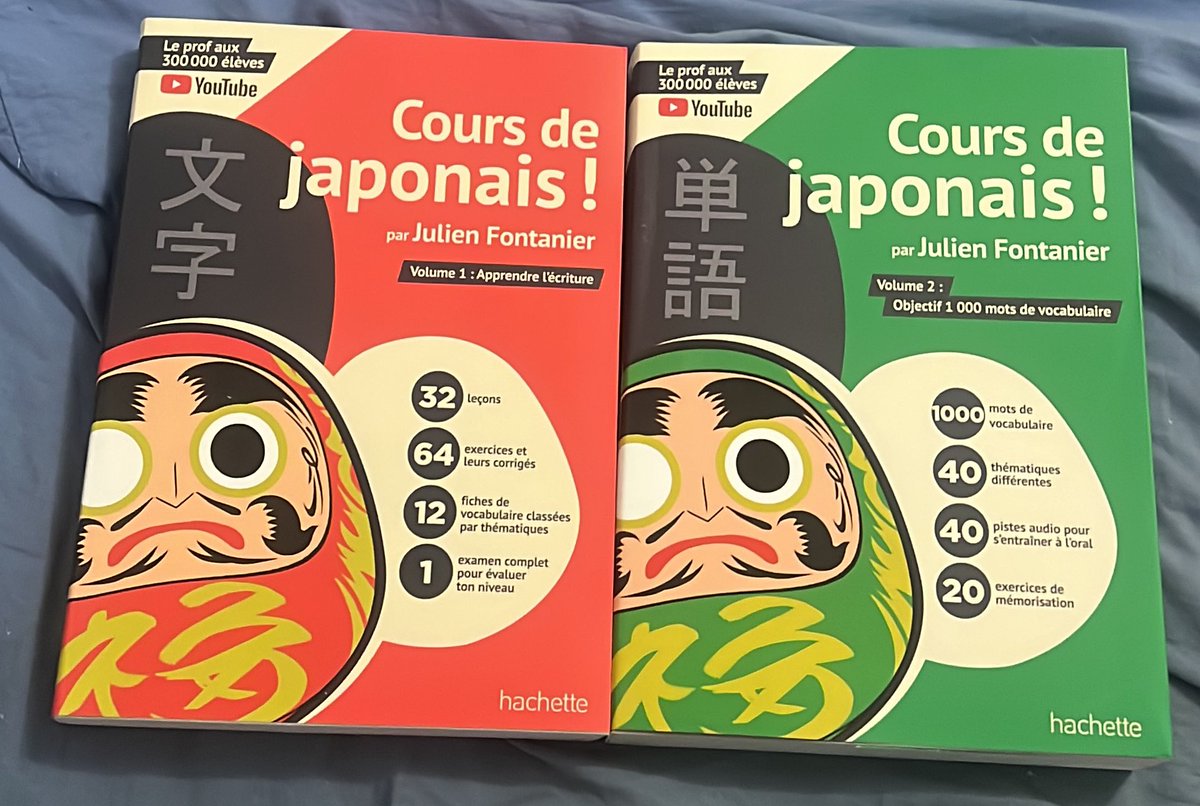 Le prof aux
300 000 élèves
YouTube
文
字
Cours de
japonais !
par Julien Fontanier
Volume 1 : Apprendre l'écriture
32 leçons
64 exercices et
leurs corrigés
12 fiches de
vocabulaire classées
par thématiques
1 examen complet
pour évaluer
ton niveau
hachette
Le prof aux
300 000 élèves
YouTube
単
語
Cours de
japonais !
par Julien Fontanier
Volume 2 :
Objectif 1 000 mots de vocabulaire
1000 mots de
vocabulaire
40 thématiques
différentes
40 pistes audio pour
s'entraîner à l'oral
20 exercices de
mémorisation
hachette